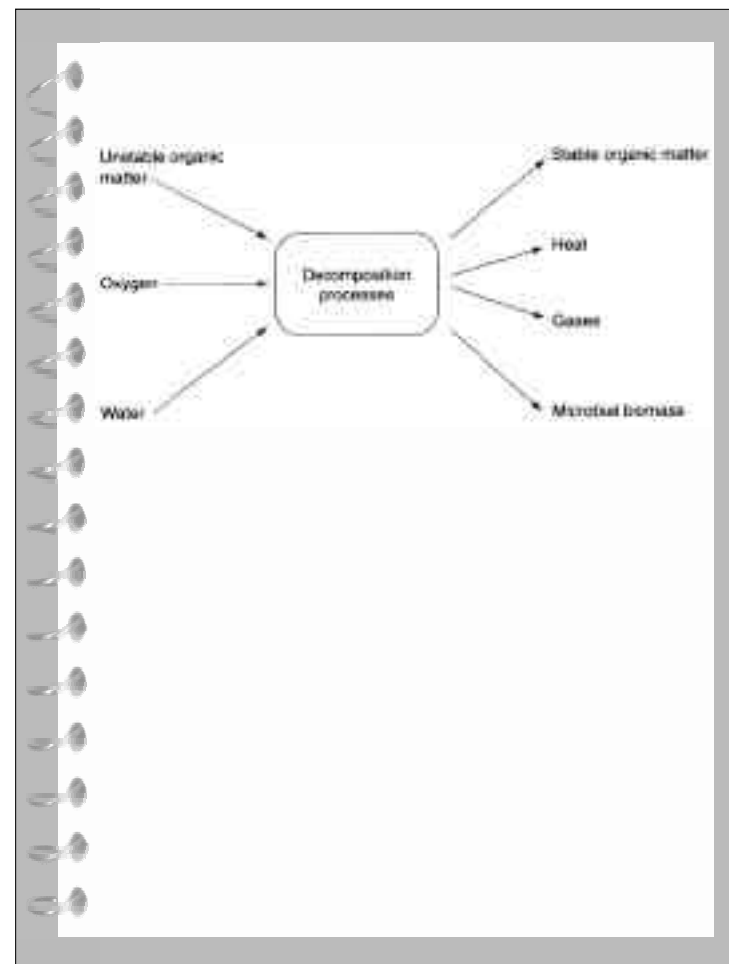 Unstable organic
matter
Oxygen
Water
Decomposition
processes
Stable organic matter
Heat
Gases
Microbial biomass